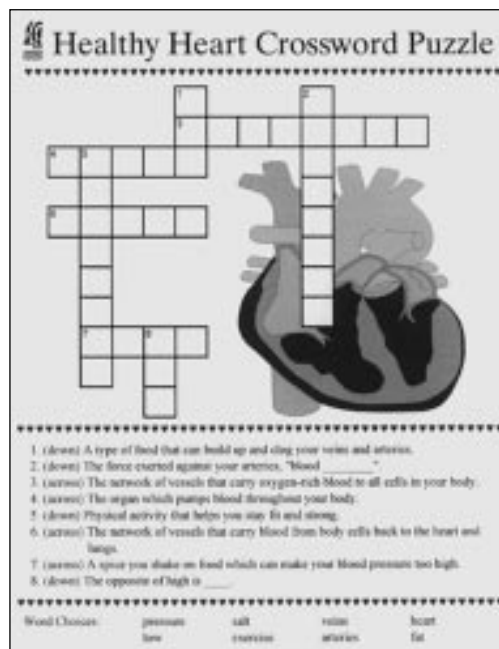 Healthy Heart Crossword Puzzle
1
2
3
4 5
6
7 8
1. (down) A type of food that can build up and clog your veins and arteries.
2. (down) The force exerted against your arteries, "blood ________"
3. (across) The network of vessels that carry oxygen-rich blood to all cells in your body.
4. (across) The organ which pumps blood throughout your body.
5. (down) Physical activity that helps you stay fit and strong.
6. (across) The network of vessels that carry blood from body cells back to the heart and
lungs.
7. (across) A spice you shake on food which can make your blood pressure too high.
8. (down) The opposite of high is ____.
Word Choices: pressure salt veins heart
low exercise arteries fat